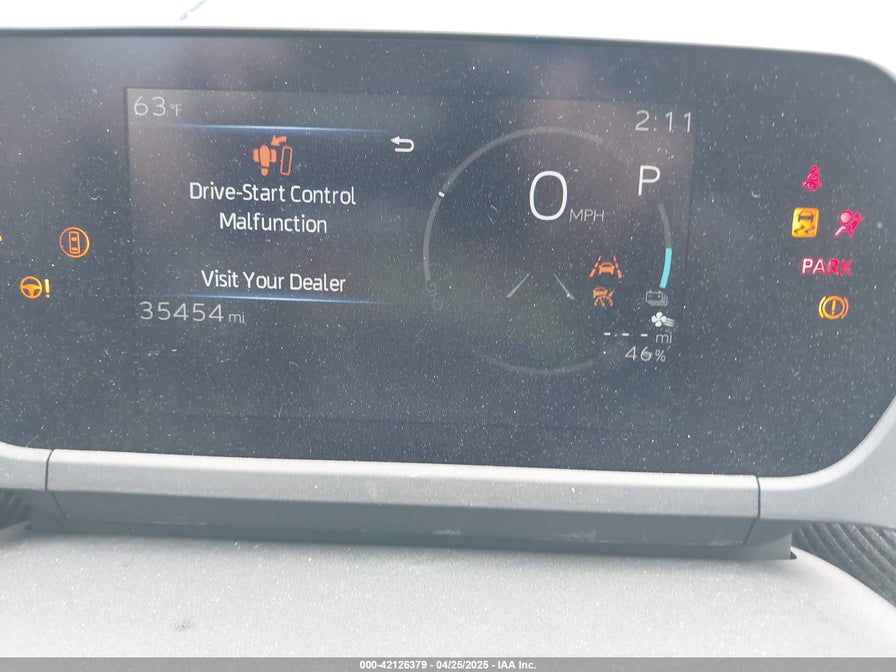 63 °F
2:11
Drive-Start Control
Malfunction
0 MPH
P
Visit Your Dealer
35454 mi
PARK
---- mi
46%
000-42126379 - 04/25/2025 - IAA Inc.